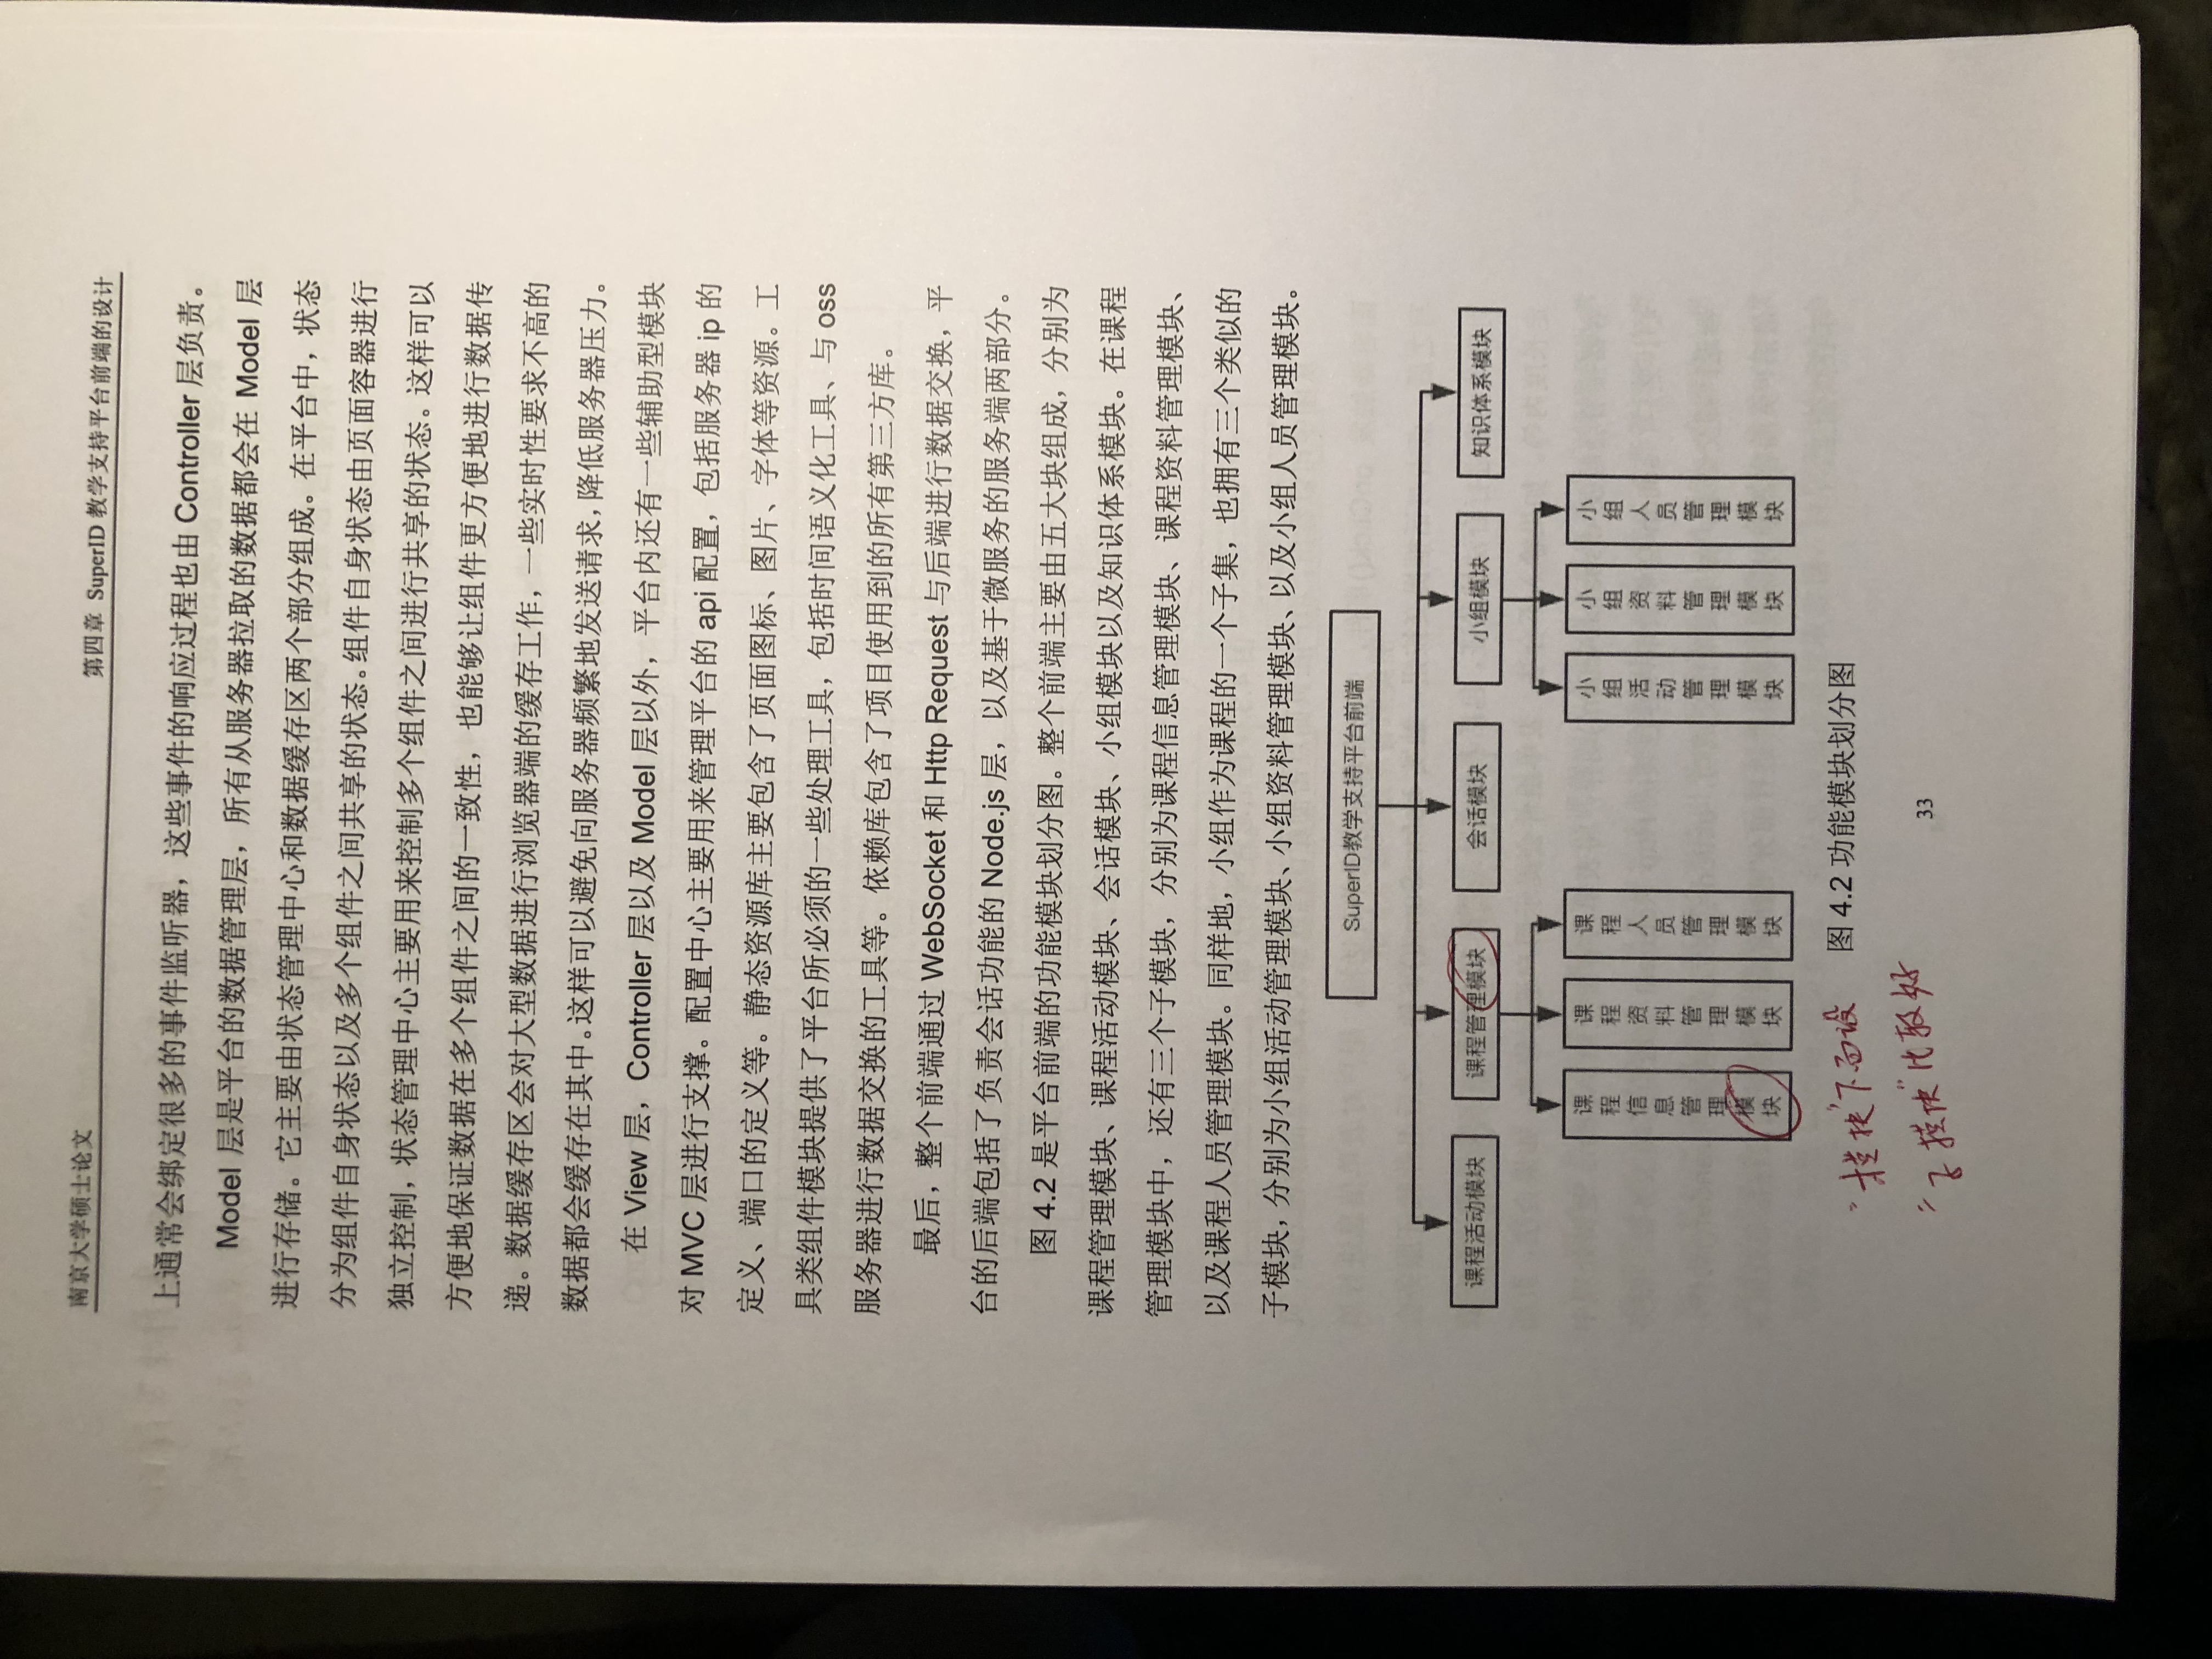 南京大学硕士论文
第四章 SuperID 教学支持平台前端的设计
上通常会绑定很多的事件监听器，这些事件的响应过程也由 Controller 层负责。
Model 层是平台的数据管理层，所有从服务器拉取的数据都会在 Model 层
进行存储。它主要由状态管理中心和数据缓存区两个部分组成。在平台中，状态
分为组件自身状态以及多个组件之间共享的状态。组件自身状态由页面容器进行
独立控制，状态管理中心主要用来控制多个组件之间进行共享的状态。这样可以
方便地保证数据在多个组件之间的一致性，也能够让组件更方便地进行数据传
递。数据缓存区会对大型数据进行浏览器端的缓存工作，一些实时性要求不高的
数据都会缓存在其中。这样可以避免向服务器频繁地发送请求，降低服务器压力。
在 View 层，Controller 层以及 Model 层以外，平台内还有一些辅助型模块
对 MVC 层进行支撑。配置中心主要用来管理平台的 api 配置，包括服务器 ip 的
定义、端口的定义等。静态资源库主要包含了页面图标、图片、字体等资源。工
具类组件模块提供了平台所必须的一些处理工具，包括时间语义化工具、与 oss
服务器进行数据交换的工具等。依赖库包含了项目使用到的所有第三方库。
最后，整个前端通过 WebSocket 和 Http Request 与后端进行数据交换，平
台的后端包括了负责会话功能的 Node.js 层，以及基于微服务的服务端两部分。
图 4.2 是平台前端的功能模块划分图。整个前端主要由五大块组成，分别为
课程管理模块、课程活动模块、会话模块、小组模块以及知识体系模块。在课程
管理模块中，还有三个子模块，分别为课程信息管理模块、课程资料管理模块、
以及课程人员管理模块。同样地，小组作为课程的一个子集，也拥有三个类似的
子模块，分别为小组活动管理模块、小组资料管理模块、以及小组人员管理模块。
SuperID教学支持平台前端
课程活动模块
课程管理模块
会话模块
小组模块
知识体系模块
课程信息管理模块
课程资料管理模块
课程人员管理模块
小组活动管理模块
小组资料管理模块
小组人员管理模块
"模块"下面设
"子模块"比较好
图 4.2 功能模块划分图
33